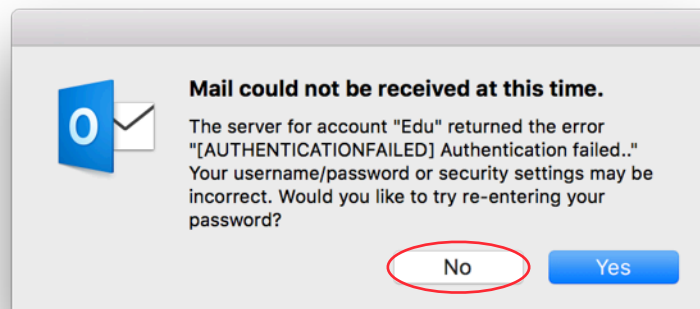 Mail could not be received at this time.
The server for account "Edu" returned the error
"[AUTHENTICATIONFAILED] Authentication failed.."
Your username/password or security settings may be
incorrect. Would you like to try re-entering your
password?
No
Yes